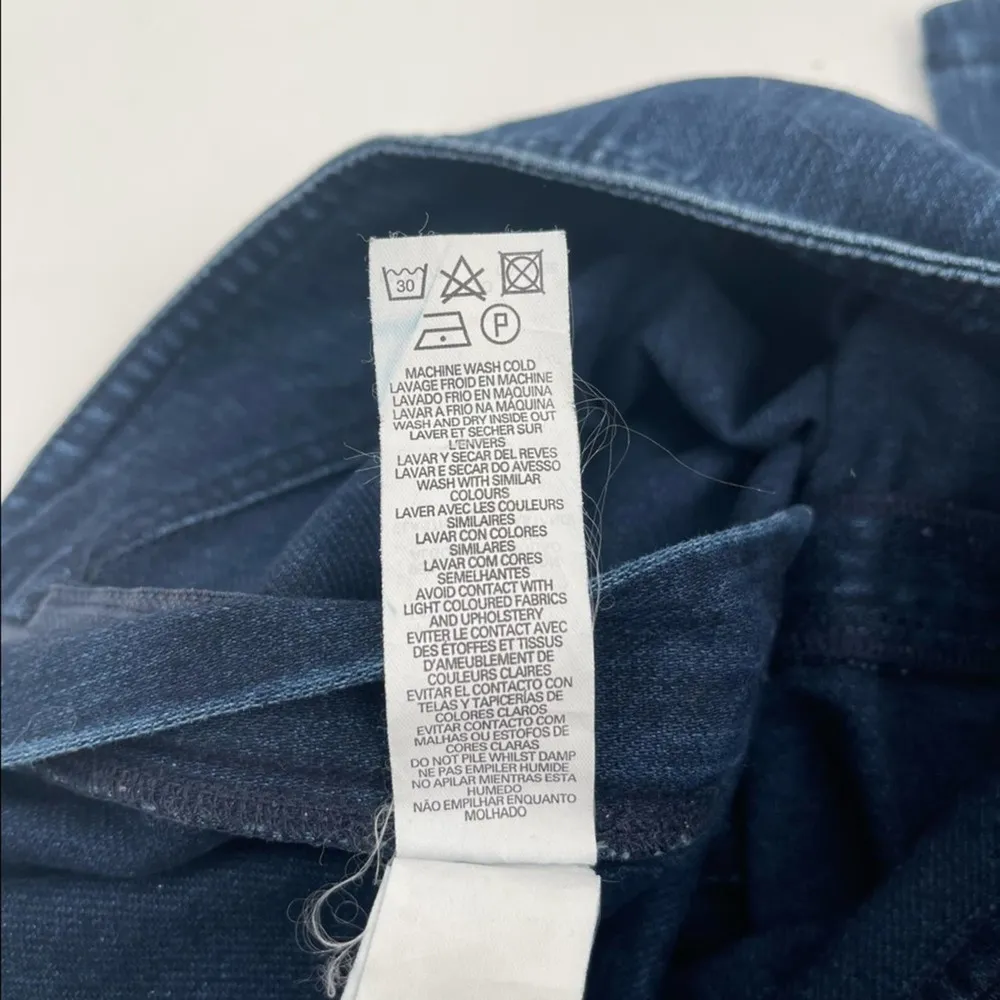 30
P
MACHINE WASH COLD
LAVAGE FROID EN MACHINE
LAVADO FRIO EN MAQUINA
LAVAR A FRIO NA MÁQUINA
WASH AND DRY INSIDE OUT
LAVER ET SECHER SUR
L'ENVERS
LAVAR Y SECAR DEL REVES
LAVAR E SECAR DO AVESSO
WASH WITH SIMILAR
COLOURS
LAVER AVEC LES COULEURS
SIMILAIRES
LAVAR CON COLORES
SIMILARES
LAVAR COM CORES
SEMELHANTES
AVOID CONTACT WITH
LIGHT COLOURED FABRICS
AND UPHOLSTERY
EVITER LE CONTACT AVEC
DES ÉTOFFES ET TISSUS
D'AMEUBLEMENT DE
COULEURS CLAIRES
EVITAR EL CONTACTO CON
TELAS Y TAPICERÍAS DE
COLORES CLAROS
EVITAR CONTACTO COM
MALHAS OU ESTOFOS DE
CORES CLARAS
DO NOT PILE WHILST DAMP
NE PAS EMPILER HUMIDE
NO APILAR MIENTRAS ESTA
HUMEDO
NÃO EMPILHAR ENQUANTO
MOLHADO